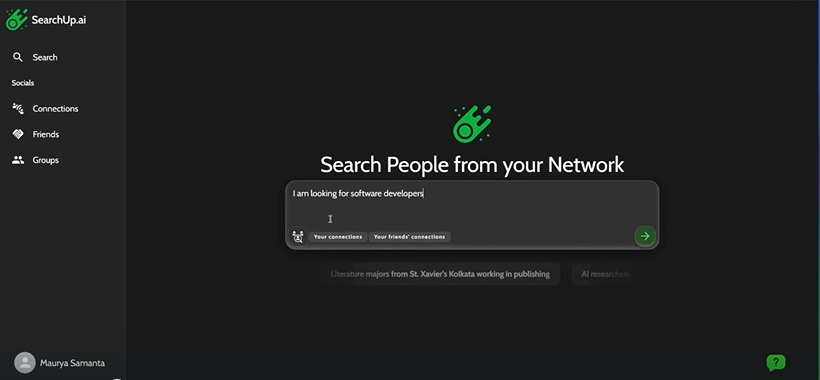 SearchUp.ai
Search
Socials
Connections
Friends
Groups
Search People from your Network
I am looking for software developers
Your connections
Your friends' connections
Literature majors from St. Xavier's Kolkata working in publishing
AI researchers
Maurya Samanta
?